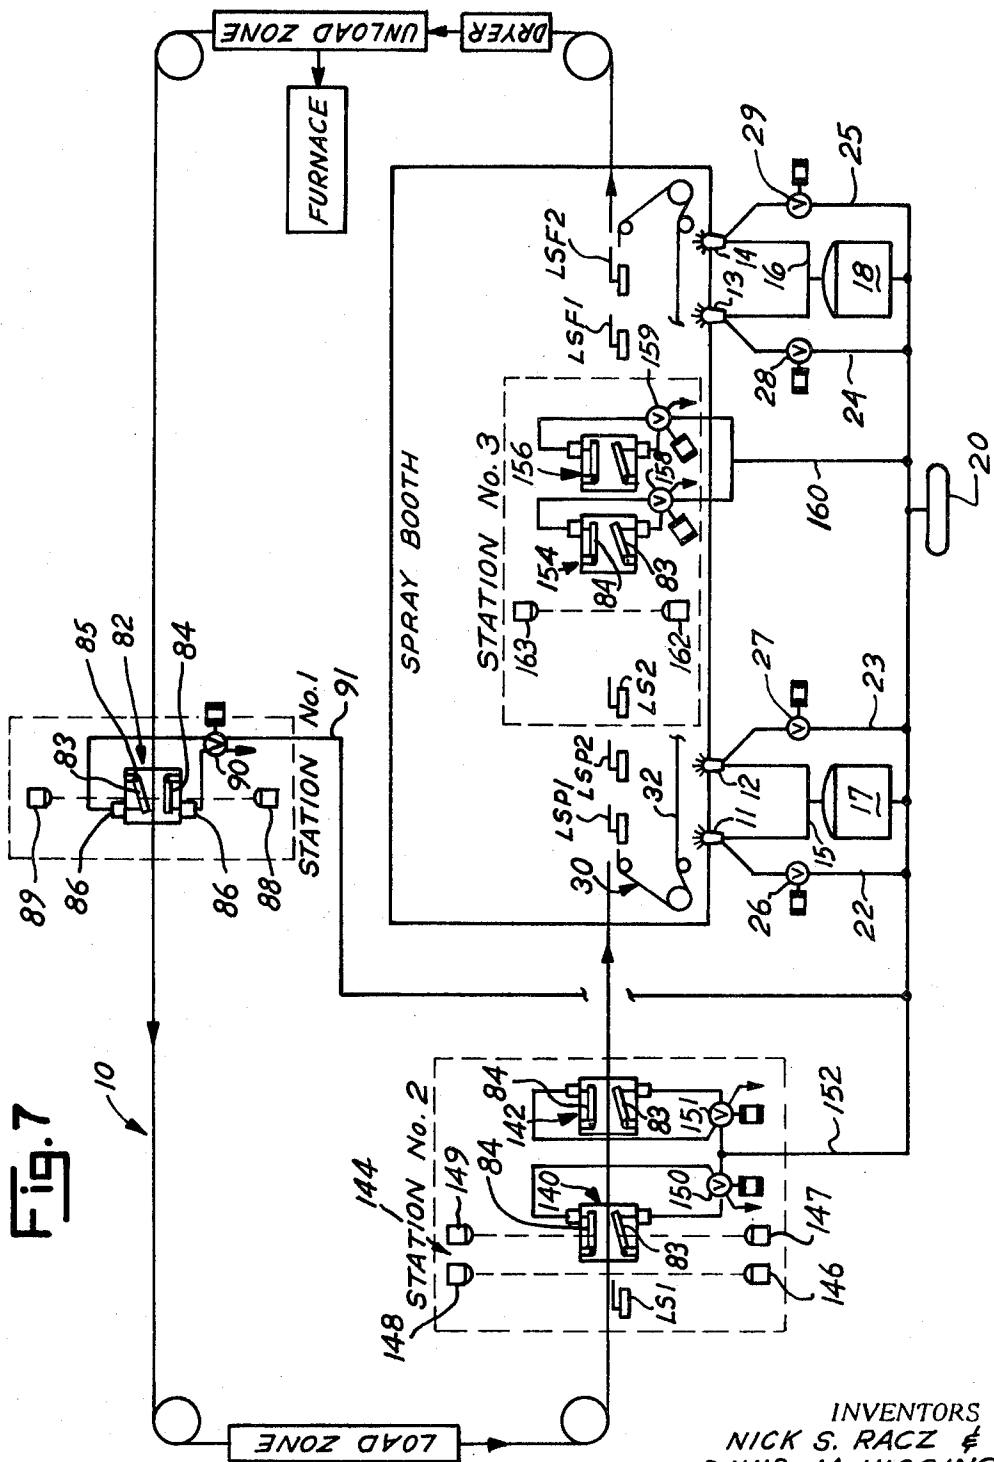 Fig. 7
10
LOAD ZONE
UNLOAD ZONE
DRYER
FURNACE
89
86
83
85
82
84
86
88
90
91
STATION No. 1
STATION No. 2
144
148
149
84
140
142
84
83
83
150
151
152
LS1
146
147
SPRAY BOOTH
30
32
LSP1
LSP2
LS2
STATION No. 3
163
162
154
156
84
83
158
159
160
LSF1
LSF2
11
12
13
14
15
16
17
18
20
22
23
24
25
26
27
28
29
V
V
V
V
V
V
V
V
V
INVENTORS
NICK S. RACZ &